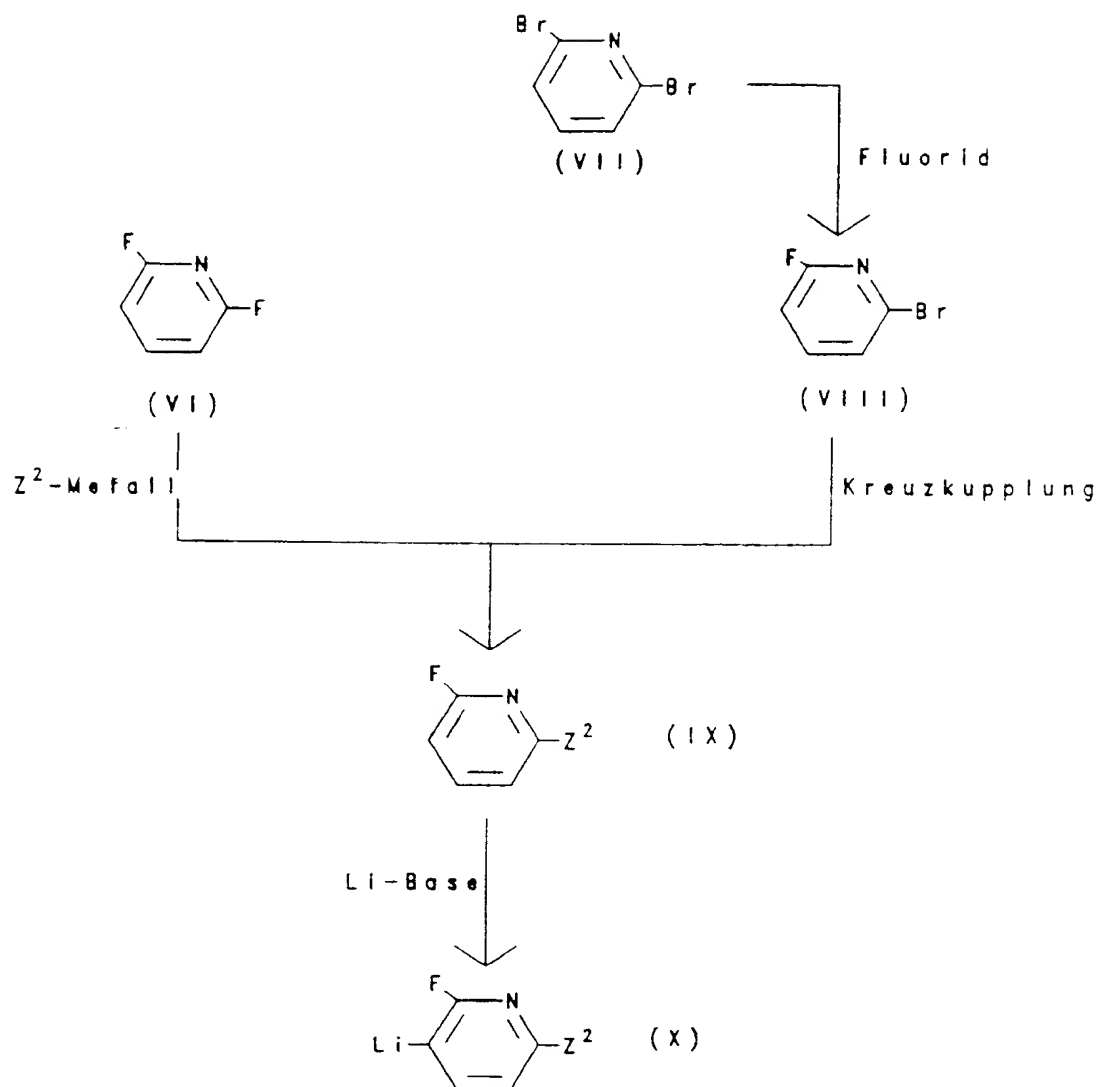 Br N
Br
(VII)
Fluorid
F N
F
F N
Br
(VI)
(VIII)
Z²-Metall
Kreuzkupplung
F N
Z² (IX)
Li-Base
F N
Li Z² (X)